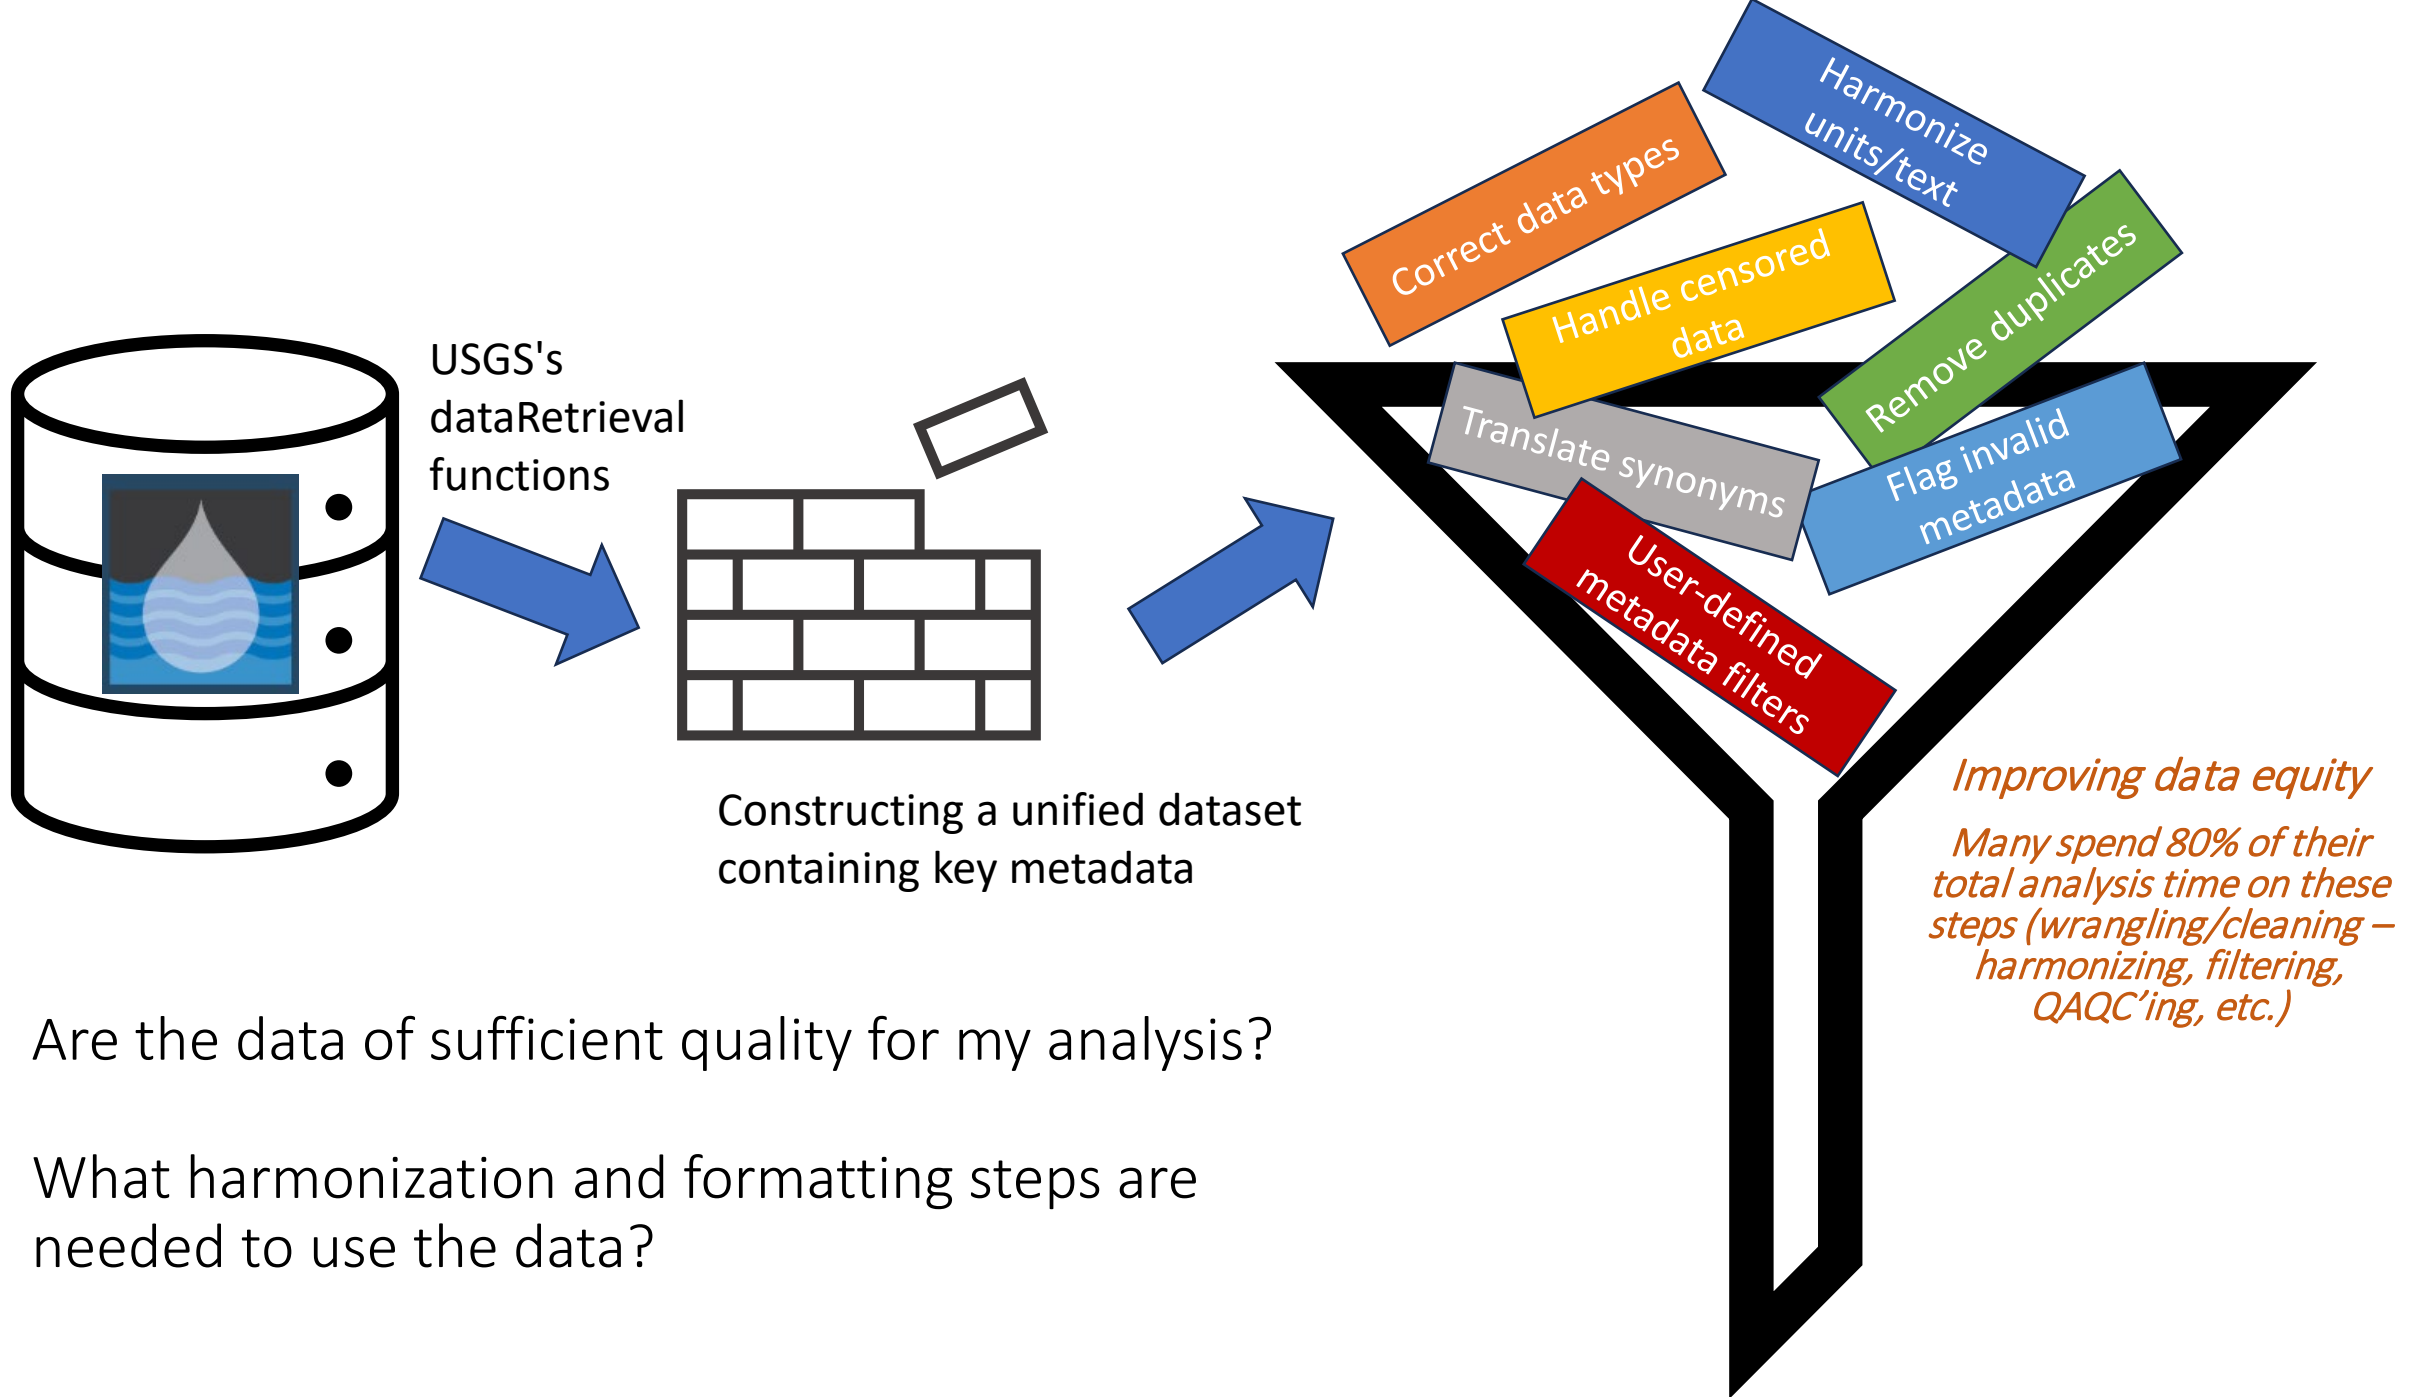 USGS's
dataRetrieval
functions
Constructing a unified dataset
containing key metadata
Harmonize
units/text
Correct data types
Handle censored
data
Remove duplicates
Translate synonyms
Flag invalid
metadata
User-defined
metadata filters
Improving data equity
Many spend 80% of their
total analysis time on these
steps (wrangling/cleaning –
harmonizing, filtering,
QAQC’ing, etc.)
Are the data of sufficient quality for my analysis?
What harmonization and formatting steps are
needed to use the data?